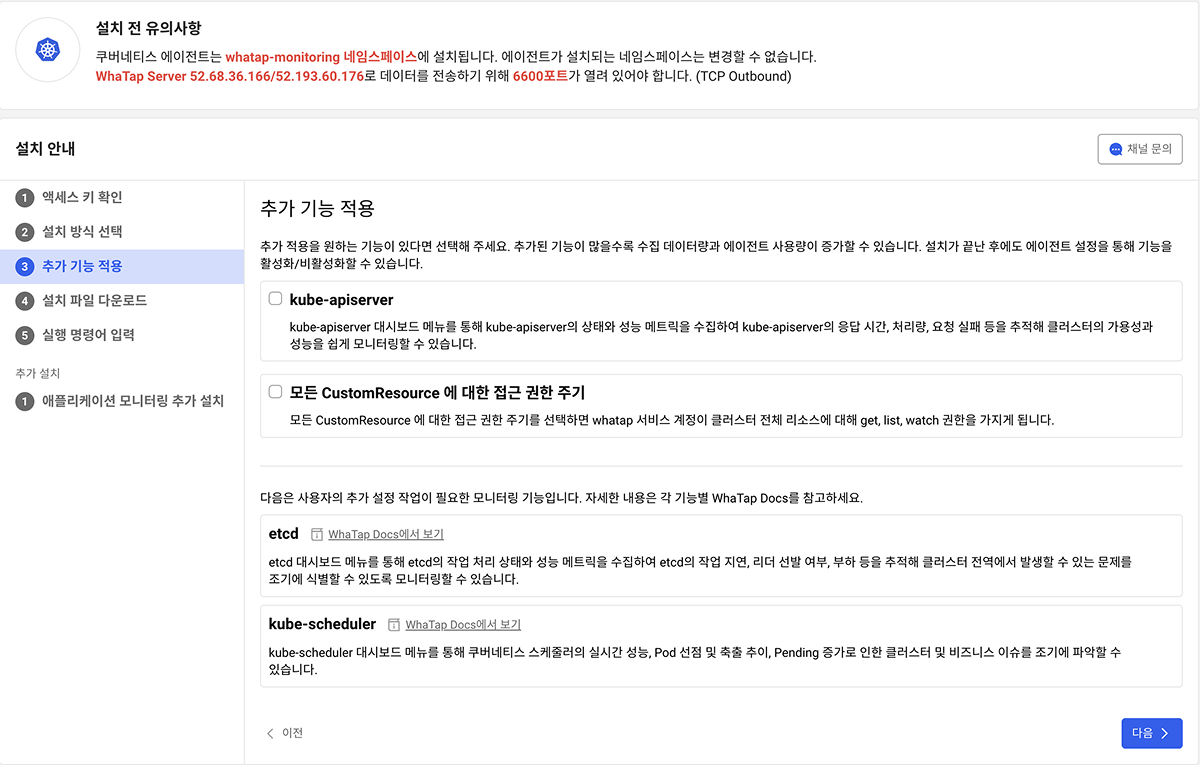 설치 전 유의사항
쿠버네티스 에이전트는 whatap-monitoring 네임스페이스에 설치됩니다. 에이전트가 설치되는 네임스페이스는 변경할 수 없습니다.
WhaTap Server 52.68.36.166/52.193.60.176로 데이터를 전송하기 위해 6600포트가 열려 있어야 합니다. (TCP Outbound)
설치 안내
채널 문의
1 액세스 키 확인
2 설치 방식 선택
3 추가 기능 적용
4 설치 파일 다운로드
5 실행 명령어 입력
추가 설치
1 애플리케이션 모니터링 추가 설치
추가 기능 적용
추가 적용을 원하는 기능이 있다면 선택해 주세요. 추가된 기능이 많을수록 수집 데이터량과 에이전트 사용량이 증가할 수 있습니다. 설치가 끝난 후에도 에이전트 설정을 통해 기능을
활성화/비활성화할 수 있습니다.
kube-apiserver
kube-apiserver 대시보드 메뉴를 통해 kube-apiserver의 상태와 성능 메트릭을 수집하여 kube-apiserver의 응답 시간, 처리량, 요청 실패 등을 추적해 클러스터의 가용성과
성능을 쉽게 모니터링할 수 있습니다.
모든 CustomResource 에 대한 접근 권한 주기
모든 CustomResource 에 대한 접근 권한 주기를 선택하면 whatap 서비스 계정이 클러스터 전체 리소스에 대해 get, list, watch 권한을 가지게 됩니다.
다음은 사용자의 추가 설정 작업이 필요한 모니터링 기능입니다. 자세한 내용은 각 기능별 WhaTap Docs를 참고하세요.
etcd WhaTap Docs에서 보기
etcd 대시보드 메뉴를 통해 etcd의 작업 처리 상태와 성능 메트릭을 수집하여 etcd의 작업 지연, 리더 선발 여부, 부하 등을 추적해 클러스터 전역에서 발생할 수 있는 문제를
조기에 식별할 수 있도록 모니터링할 수 있습니다.
kube-scheduler WhaTap Docs에서 보기
kube-scheduler 대시보드 메뉴를 통해 쿠버네티스 스케줄러의 실시간 성능, Pod 선점 및 축출 추이, Pending 증가로 인한 클러스터 및 비즈니스 이슈를 조기에 파악할 수
있습니다.
이전
다음